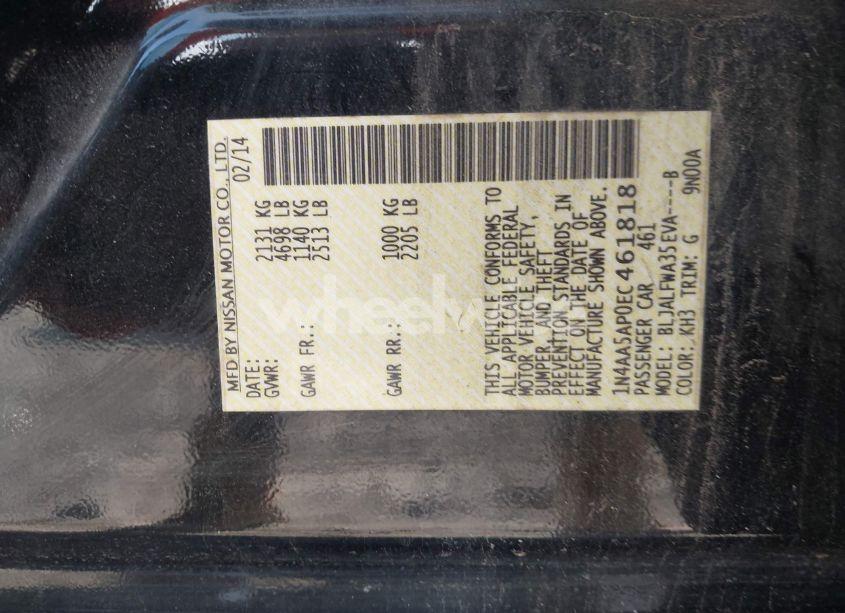 MFD BY NISSAN MOTOR CO., LTD.
DATE: 02/14
GVWR: 2131 KG
4698 LB
GAWR FR.: 1140 KG
2513 LB
GAWR RR.: 1000 KG
2205 LB
THIS VEHICLE CONFORMS TO
ALL APPLICABLE FEDERAL
MOTOR VEHICLE SAFETY,
BUMPER, AND THEFT
PREVENTION STANDARDS IN
EFFECT ON THE DATE OF
MANUFACTURE SHOWN ABOVE.
1N4AA5AP0EC461818
PASSENGER CAR 461
MODEL: BLJALFWA35EVA----B
COLOR: KH3 TRIM: G 9N00A